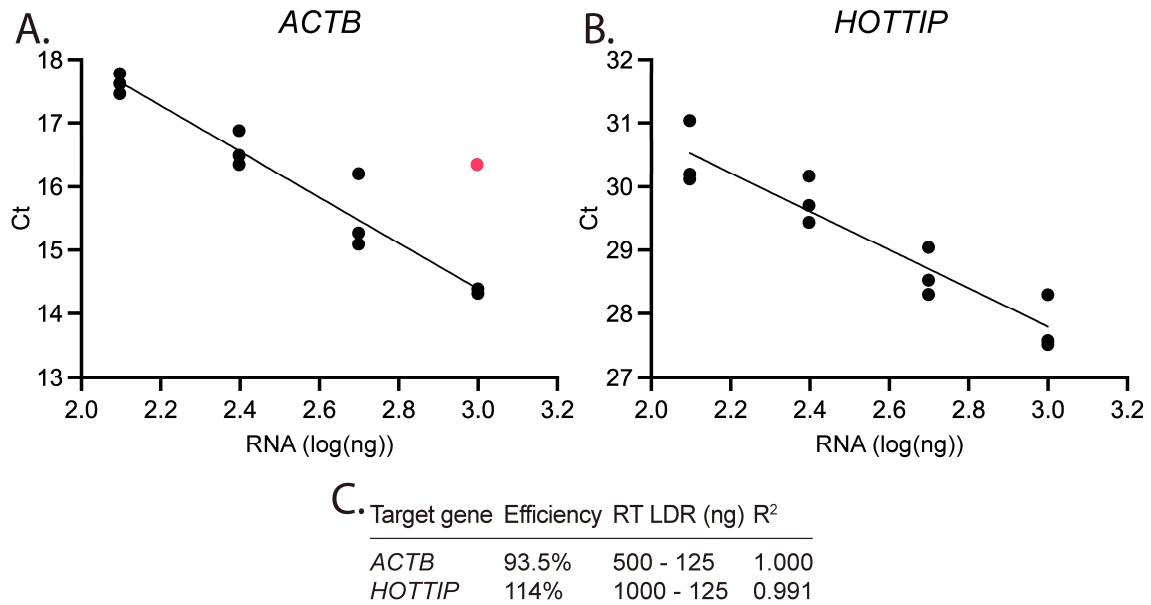 A.
ACTB
18
17
16
15
14
13
Ct
2.0 2.2 2.4 2.6 2.8 3.0 3.2
RNA (log(ng))
B.
HOTTIP
32
31
30
29
28
27
Ct
2.0 2.2 2.4 2.6 2.8 3.0 3.2
RNA (log(ng))
C.
Target gene Efficiency RT LDR (ng) R²
ACTB 93.5% 500 - 125 1.000
HOTTIP 114% 1000 - 125 0.991